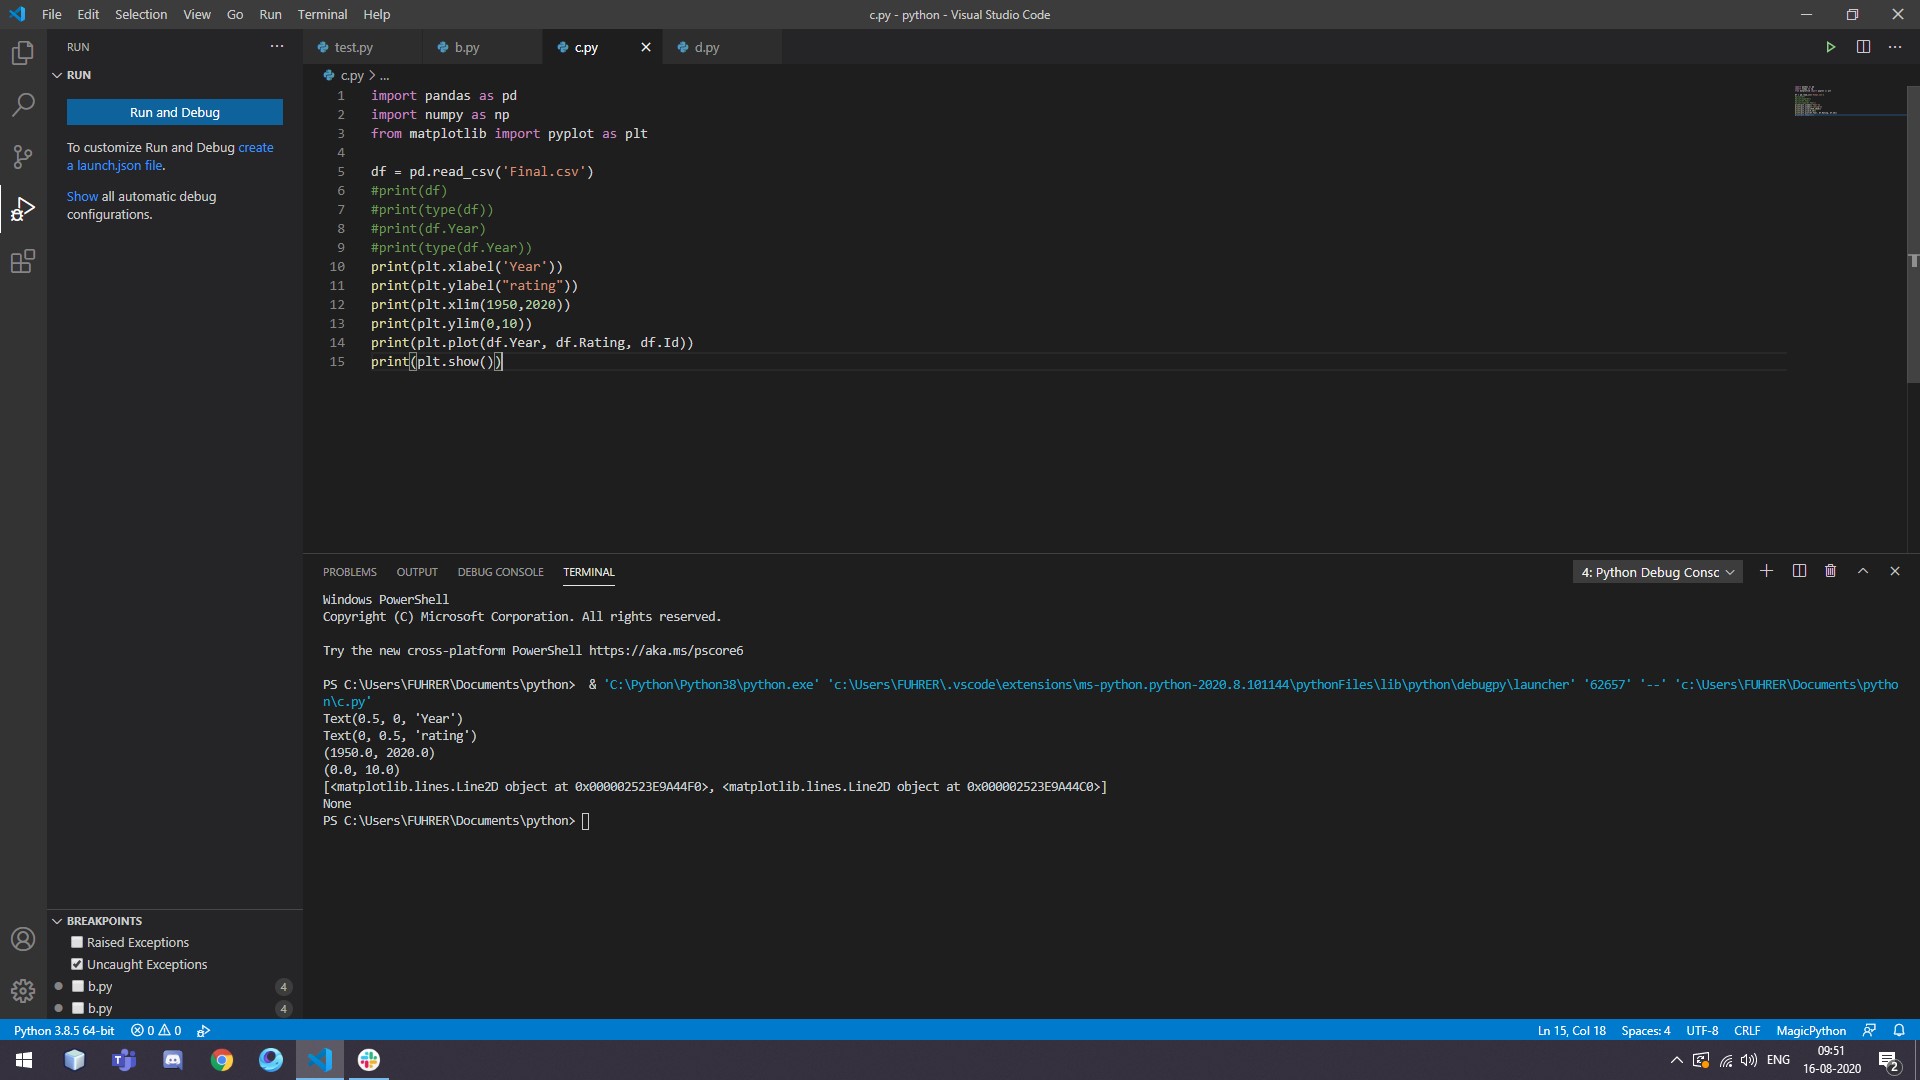 File Edit Selection View Go Run Terminal Help
c.py - python - Visual Studio Code
RUN
RUN
Run and Debug
To customize Run and Debug create
a launch.json file.
Show all automatic debug
configurations.
test.py b.py c.py d.py
c.py > ...
1 import pandas as pd
2 import numpy as np
3 from matplotlib import pyplot as plt
4
5 df = pd.read_csv('Final.csv')
6 #print(df)
7 #print(type(df))
8 #print(df.Year)
9 #print(type(df.Year))
10 print(plt.xlabel('Year'))
11 print(plt.ylabel("rating"))
12 print(plt.xlim(1950,2020))
13 print(plt.ylim(0,10))
14 print(plt.plot(df.Year, df.Rating, df.Id))
15 print(plt.show())
PROBLEMS OUTPUT DEBUG CONSOLE TERMINAL
4: Python Debug Consc
Windows PowerShell
Copyright (C) Microsoft Corporation. All rights reserved.
Try the new cross-platform PowerShell https://aka.ms/pscore6
PS C:\Users\FUHRER\Documents\python> & 'C:\Python\Python38\python.exe' 'c:\Users\FUHRER\.vscode\extensions\ms-python.python-2020.8.101144\pythonFiles\lib\python\debugpy\launcher' '62657' '--' 'c:\Users\FUHRER\Documents\pytho
n\c.py'
Text(0.5, 0, 'Year')
Text(0, 0.5, 'rating')
(1950.0, 2020.0)
(0.0, 10.0)
[<matplotlib.lines.Line2D object at 0x000002523E9A44F0>, <matplotlib.lines.Line2D object at 0x000002523E9A44C0>]
None
PS C:\Users\FUHRER\Documents\python>
BREAKPOINTS
Raised Exceptions
Uncaught Exceptions
b.py 4
b.py 4
Python 3.8.5 64-bit 0 0
Ln 15, Col 18 Spaces: 4 UTF-8 CRLF MagicPython
ENG
09:51
16-08-2020
2